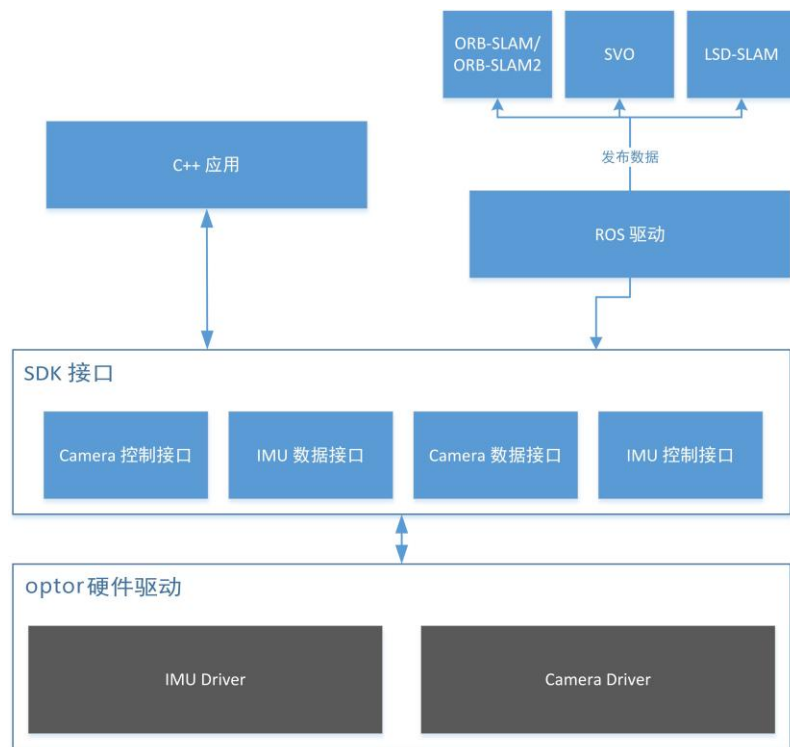 ORB-SLAM/
ORB-SLAM2
SVO
LSD-SLAM
发布数据
C++ 应用
ROS 驱动
SDK 接口
Camera 控制接口
IMU 数据接口
Camera 数据接口
IMU 控制接口
optor硬件驱动
IMU Driver
Camera Driver